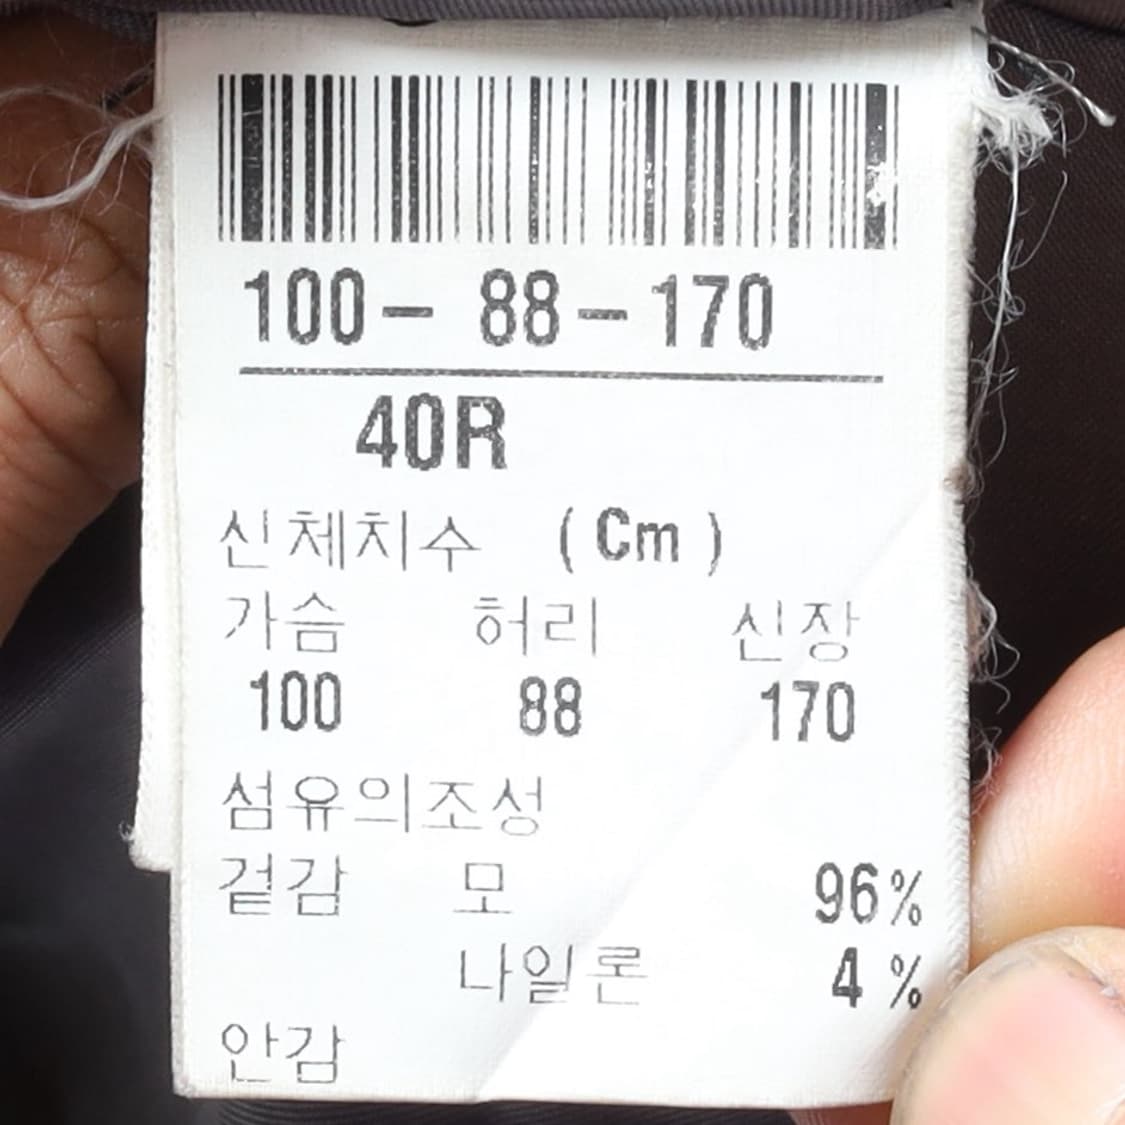 100- 88-170
40R
신체치수 (Cm)
가슴 허리 신장
100 88 170
섬유의조성
겉감 모 96%
나일론 4%
안감